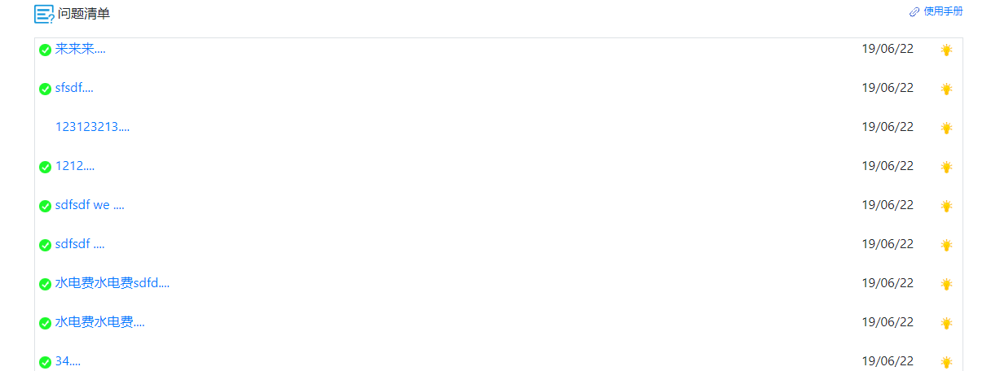 问题清单 使用手册
来来来.... 19/06/22
sfsdf.... 19/06/22
123123213.... 19/06/22
1212.... 19/06/22
sdfsdf we .... 19/06/22
sdfsdf .... 19/06/22
水电费水电费sdfd.... 19/06/22
水电费水电费.... 19/06/22
34.... 19/06/22